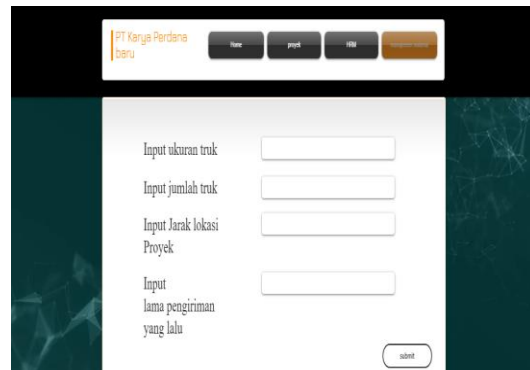 PT Karya Perdana
baru
Home
proyek
HRM
Input ukuran truk
Input jumlah truk
Input Jarak lokasi
Proyek
Input
lama pengiriman
yang lalu
submit